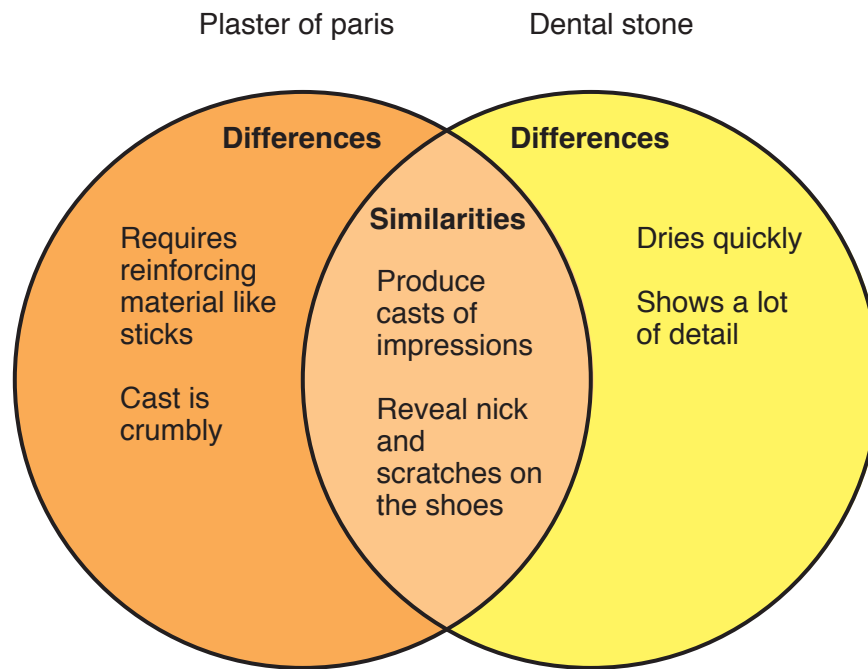 Plaster of paris
Dental stone
Differences
Requires
reinforcing
material like
sticks
Cast is
crumbly
Similarities
Produce
casts of
impressions
Reveal nick
and
scratches on
the shoes
Differences
Dries quickly
Shows a lot
of detail